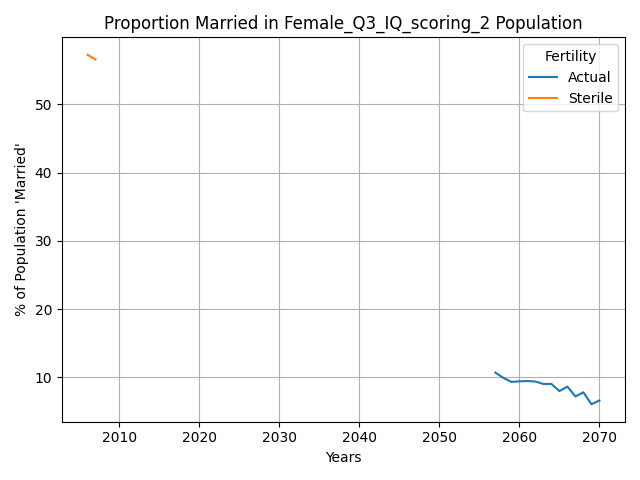 Proportion Married in Female_Q3_IQ_scoring_2 Population
% of Population 'Married'
50
40
30
20
10
Fertility
Actual
Sterile
2010 2020 2030 2040 2050 2060 2070
Years